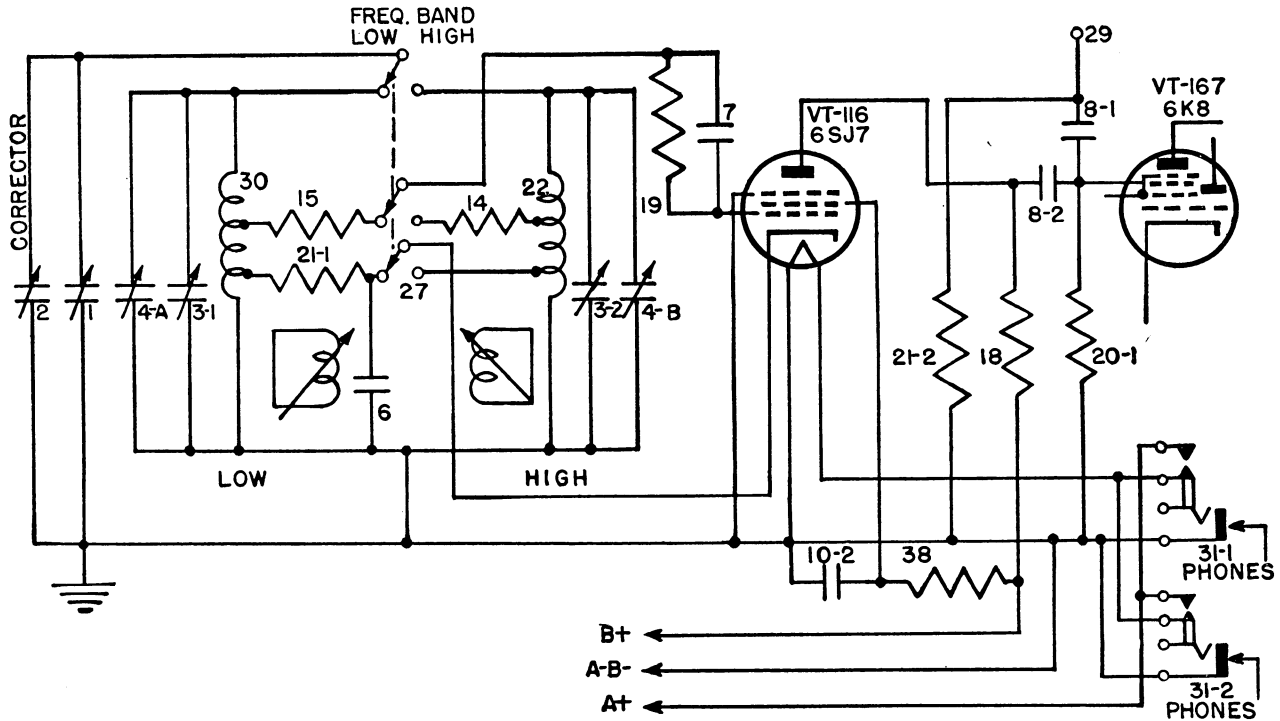 FREQ. BAND
LOW HIGH
29
VT-167
6K8
8-1
VT-116
6SJ7
7
CORRECTOR
30
15
14
22
19
8-2
21-1
27
2
1
4-A
3-1
3-2
4-B
6
21-2
18
20-1
LOW
HIGH
31-1
PHONES
10-2
38
B+
A-B-
A+
31-2
PHONES